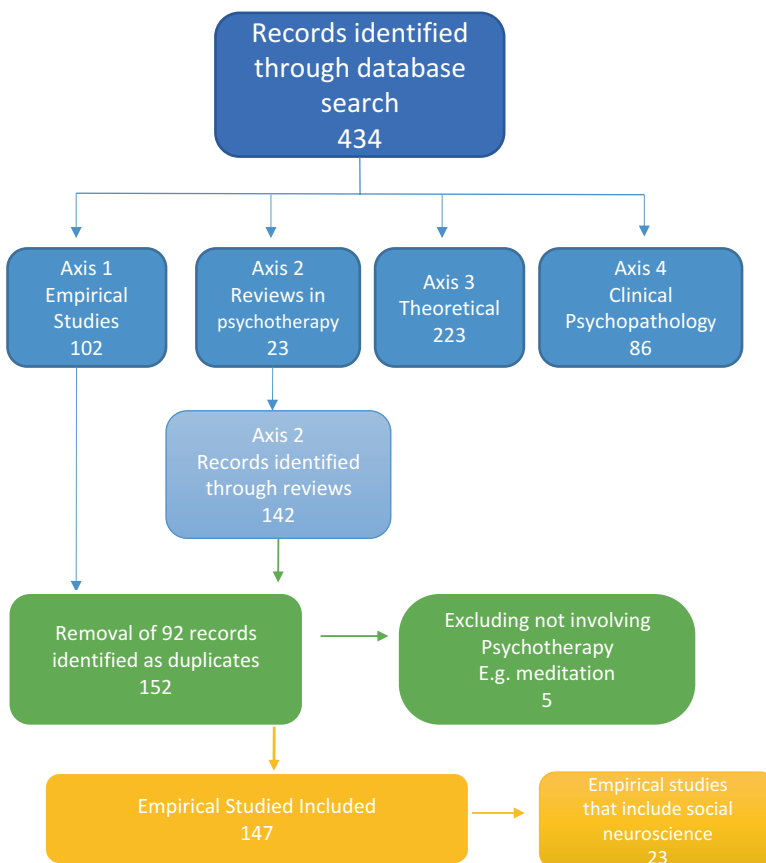 Records identified
through database
search
434
Axis 1
Empirical
Studies
102
Axis 2
Reviews in
psychotherapy
23
Axis 3
Theoretical
223
Axis 4
Clinical
Psychopathology
86
Axis 2
Records identified
through reviews
142
Removal of 92 records
identified as duplicates
152
Excluding not involving
Psychotherapy
E.g. meditation
5
Empirical Studied Included
147
Empirical studies
that include social
neuroscience
23